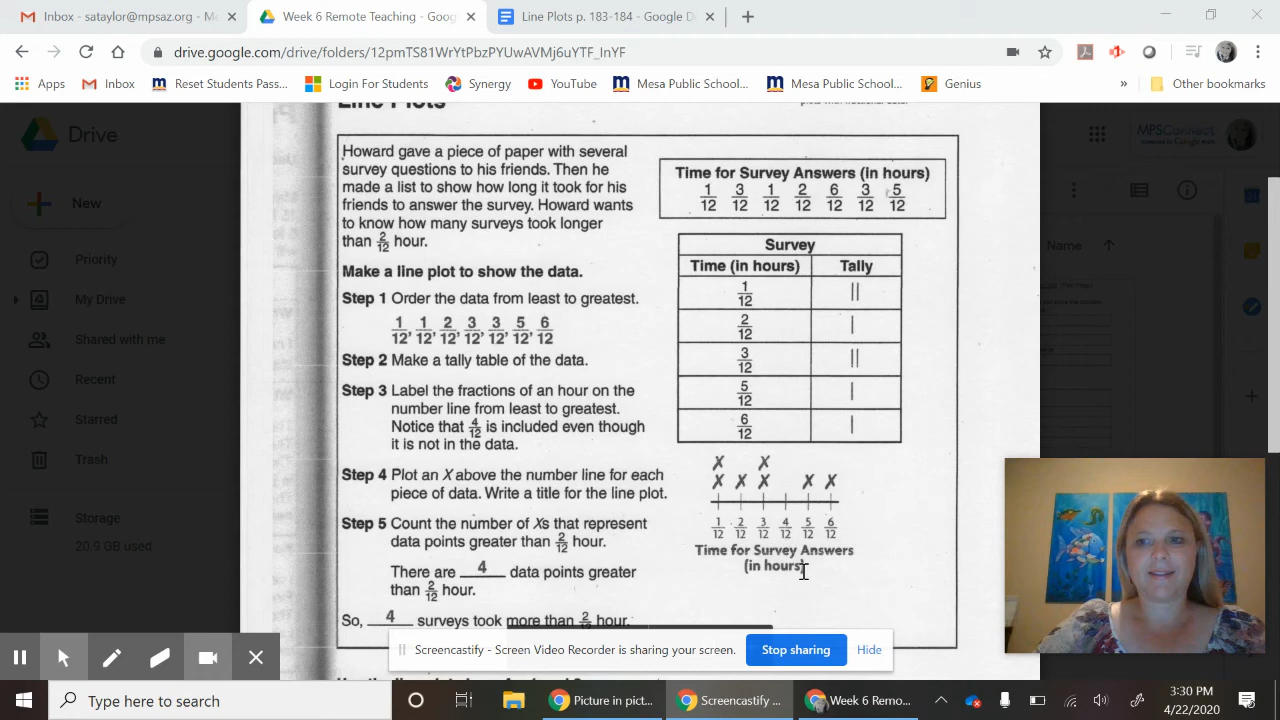 Inbox - sataylor@mpsaz.org - M
Week 6 Remote Teaching - Goog
Line Plots p. 183-184 - Google D
drive.google.com/drive/folders/12pmTS81WrYtPbzPYUwAVMj6uYTF_InYF
Apps Inbox Reset Students Pass... Login For Students Synergy YouTube Mesa Public School... Mesa Public School... Genius » Other bookmarks
Drive
MPSConnect
New
Priority
My Drive
Shared with me
Recent
Starred
Trash
Storage
20.9 GB used
Name
Line Plots
Howard gave a piece of paper with several
survey questions to his friends. Then he
made a list to show how long it took for his
friends to answer the survey. Howard wants
to know how many surveys took longer
than 2/12 hour.
Make a line plot to show the data.
Step 1 Order the data from least to greatest.
1/12, 1/12, 2/12, 3/12, 3/12, 5/12, 6/12
Step 2 Make a tally table of the data.
Step 3 Label the fractions of an hour on the
number line from least to greatest.
Notice that 4/12 is included even though
it is not in the data.
Step 4 Plot an X above the number line for each
piece of data. Write a title for the line plot.
Step 5 Count the number of Xs that represent
data points greater than 2/12 hour.
There are 4 data points greater
than 2/12 hour.
So, 4 surveys took more than 2/12 hour.
Time for Survey Answers (in hours)
1/12 3/12 1/12 2/12 6/12 3/12 5/12
Survey
Time (in hours) Tally
1/12 ||
2/12 |
3/12 ||
5/12 |
6/12 |
X X
X X X X X
1/12 2/12 3/12 4/12 5/12 6/12
Time for Survey Answers
(in hours)
Screencastify - Screen Video Recorder is sharing your screen. Stop sharing Hide
Type here to search
Picture in pict...
Screencastify ...
Week 6 Remo...
3:30 PM
4/22/2020